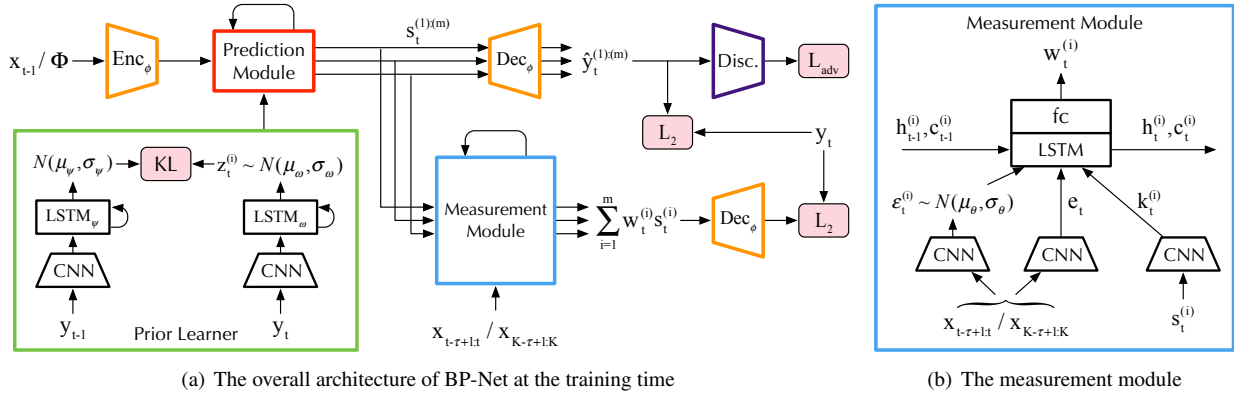 x_{t-1} / Φ
Enc_ϕ
Prediction
Module
s_t^{(1):(m)}
Dec_ϕ
ŷ_t^{(1):(m)}
Disc.
L_{adv}
L_2
y_t
N(μ_ψ, σ_ψ)
KL
z_t^{(i)} ~ N(μ_ω, σ_ω)
LSTM_ψ
LSTM_ω
CNN
CNN
y_{t-1}
y_t
Prior Learner
Measurement
Module
∑_{i=1}^{m} w_t^{(i)} s_t^{(i)}
Dec_ϕ
L_2
x_{t-τ+1:t} / x_{K-τ+1:K}
(a) The overall architecture of BP-Net at the training time
Measurement Module
w_t^{(i)}
fc
LSTM
h_{t-1}^{(i)}, c_{t-1}^{(i)}
h_t^{(i)}, c_t^{(i)}
ε_t^{(i)} ~ N(μ_θ, σ_θ)
e_t
k_t^{(i)}
CNN
CNN
CNN
x_{t-τ+1:t} / x_{K-τ+1:K}
s_t^{(i)}
(b) The measurement module